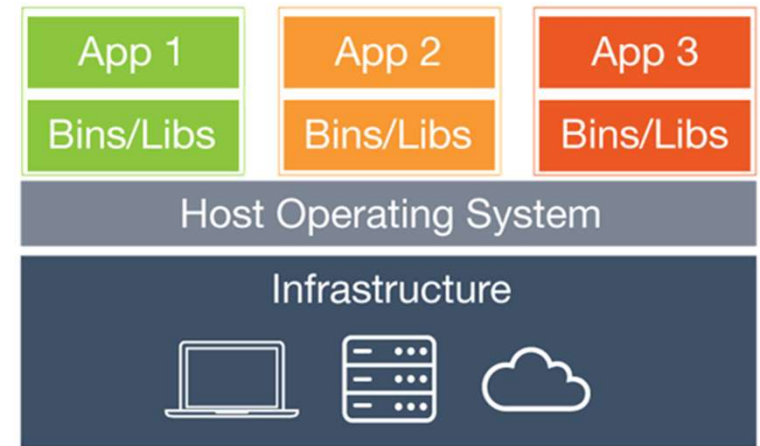 App 1
App 2
App 3
Bins/Libs
Bins/Libs
Bins/Libs
Host Operating System
Infrastructure